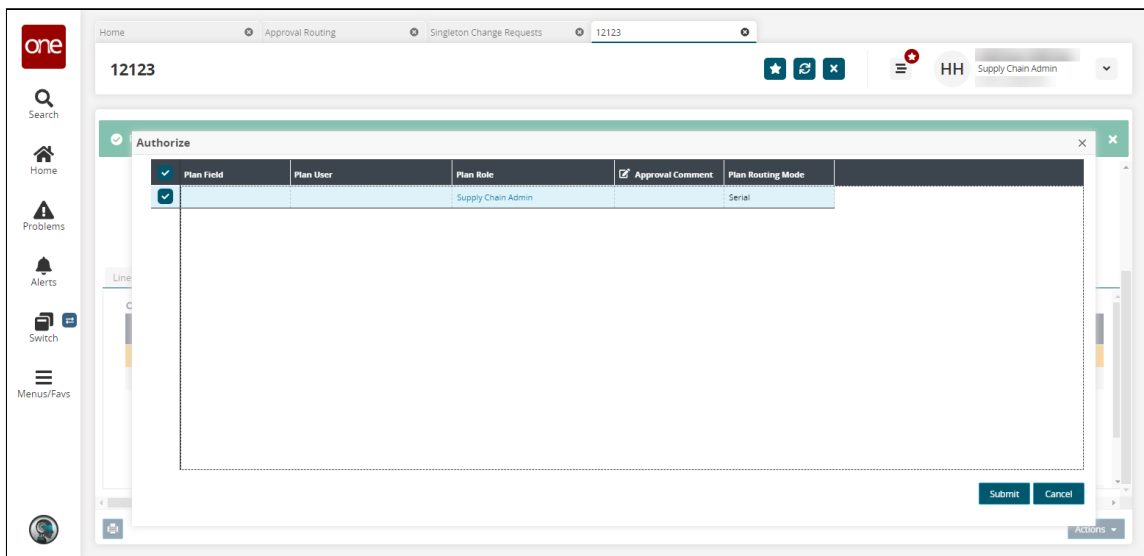 one
Home
Approval Routing
Singleton Change Requests
12123
12123
HH
Supply Chain Admin
Search
Home
Problems
Alerts
Switch
Menus/Favs
Authorize
Plan Field
Plan User
Plan Role
Approval Comment
Plan Routing Mode
Supply Chain Admin
Serial
Line
Submit
Cancel
Actions